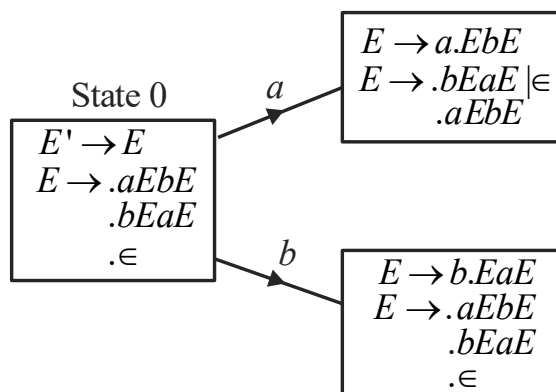 State 0
E' → E
E → .aEbE
.bEaE
.∈
a
E → a.EbE
E → .bEaE |∈
.aEbE
b
E → b.EaE
E → .aEbE
.bEaE
.∈